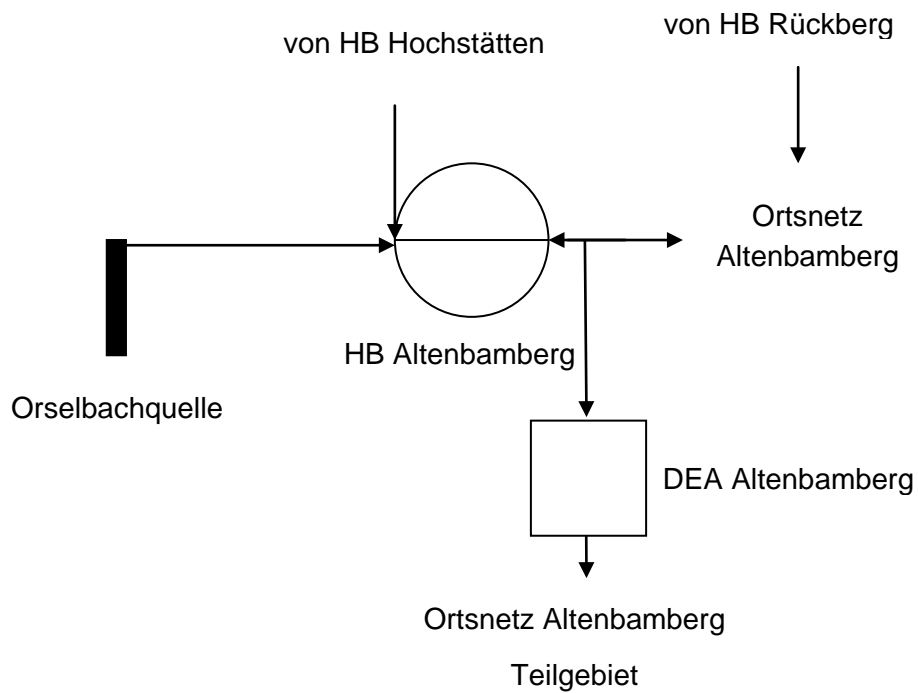 von HB Hochstätten
von HB Rückberg
Ortsnetz
Altenbamberg
HB Altenbamberg
Orselbachquelle
DEA Altenbamberg
Ortsnetz Altenbamberg
Teilgebiet